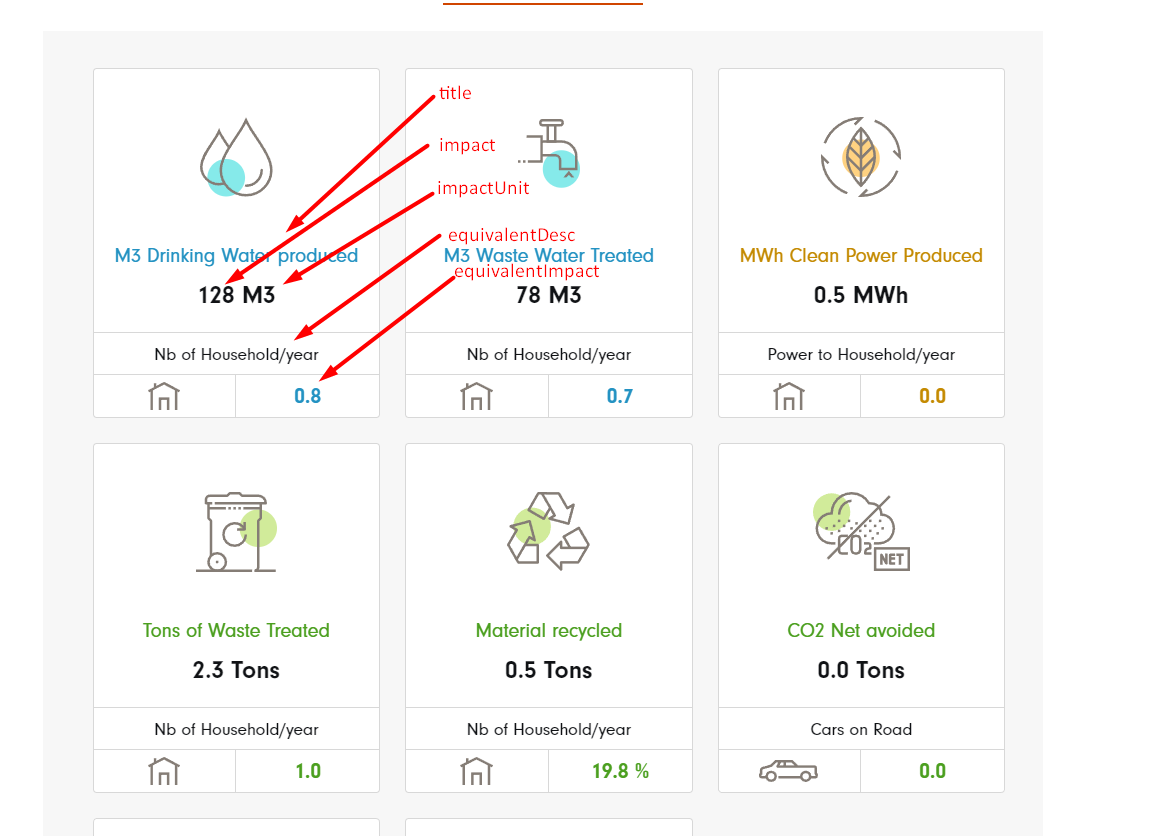 title
impact
impactUnit
equivalentDesc
equivalentImpact
M3 Drinking Water produced
128 M3
Nb of Household/year
0.8
M3 Waste Water Treated
78 M3
Nb of Household/year
0.7
MWh Clean Power Produced
0.5 MWh
Power to Household/year
0.0
Tons of Waste Treated
2.3 Tons
Nb of Household/year
1.0
Material recycled
0.5 Tons
Nb of Household/year
19.8 %
CO2
NET
CO2 Net avoided
0.0 Tons
Cars on Road
0.0